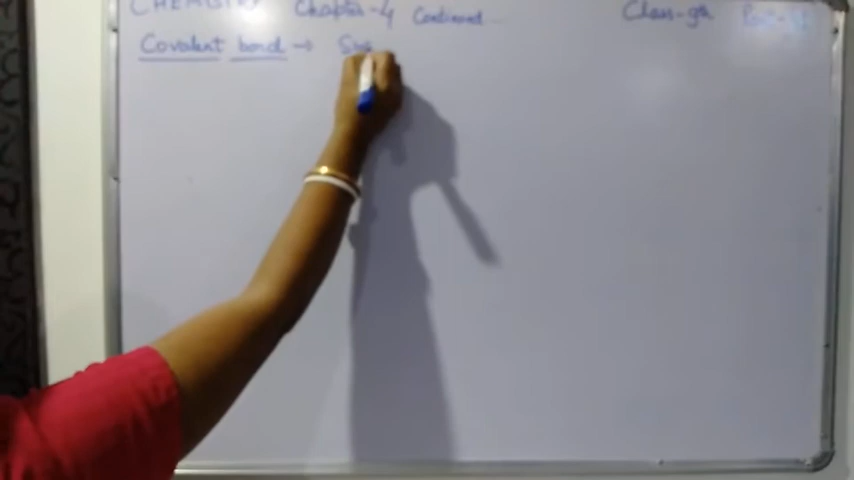 CHEMISTRY Chapter-4 Continued Class-9th
Covalent bond →